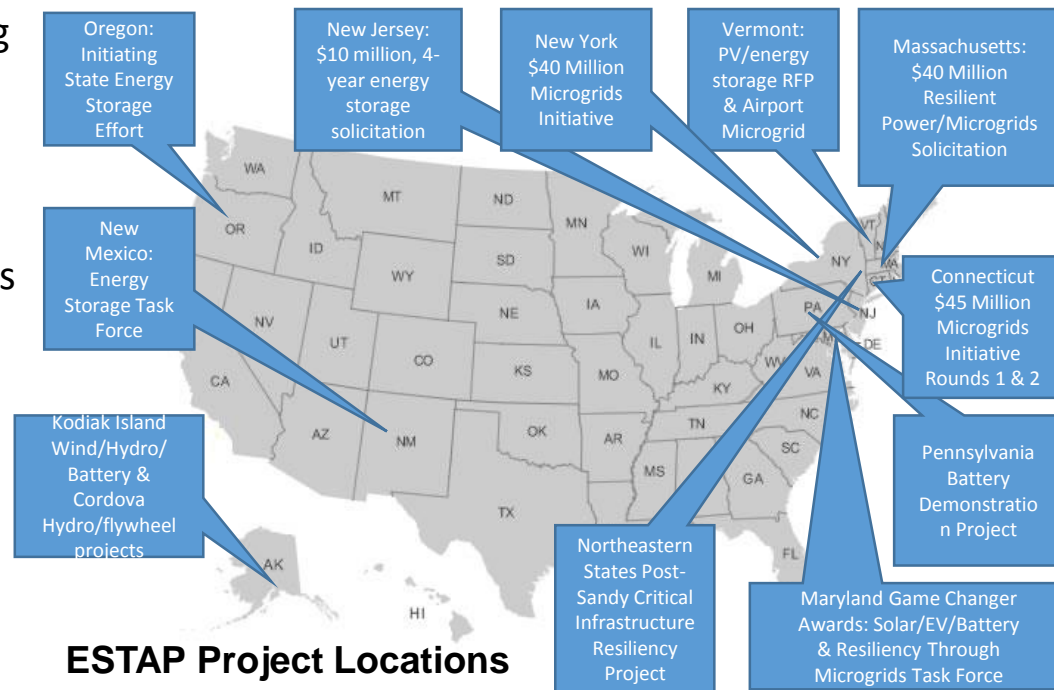 g
s
Oregon:
Initiating
State Energy
Storage
Effort
New Jersey:
$10 million, 4-
year energy
storage
solicitation
New York
$40 Million
Microgrids
Initiative
Vermont:
PV/energy
storage RFP
& Airport
Microgrid
Massachusetts:
$40 Million
Resilient
Power/Microgrids
Solicitation
New
Mexico:
Energy
Storage Task
Force
Connecticut
$45 Million
Microgrids
Initiative
Rounds 1 & 2
Kodiak Island
Wind/Hydro/
Battery &
Cordova
Hydro/flywheel
projects
Pennsylvania
Battery
Demonstratio
n Project
Northeastern
States Post-
Sandy Critical
Infrastructure
Resiliency
Project
Maryland Game Changer
Awards: Solar/EV/Battery
& Resiliency Through
Microgrids Task Force
WA
MT
ND
MN
VT
OR
ID
WY
SD
WI
MI
NY
MA
CT
NV
UT
CO
NE
IA
IL
IN
OH
PA
NJ
DE
CA
AZ
NM
KS
MO
KY
WV
VA
OK
AR
TN
NC
SC
TX
MS
GA
FL
AK
HI
ESTAP Project Locations